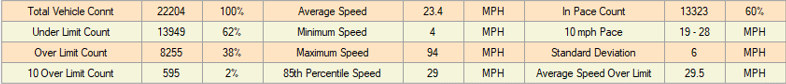 Total Vehicle Connt 22204 100% Average Speed 23.4 MPH In Pace Count 13323 60%
Under Limit Count 13949 62% Minimum Speed 4 MPH 10 mph Pace 19 - 28 MPH
Over Limit Count 8255 38% Maximum Speed 94 MPH Standard Deviation 6 MPH
10 Over Limit Count 595 2% 85th Percentile Speed 29 MPH Average Speed Over Limit 29.5 MPH